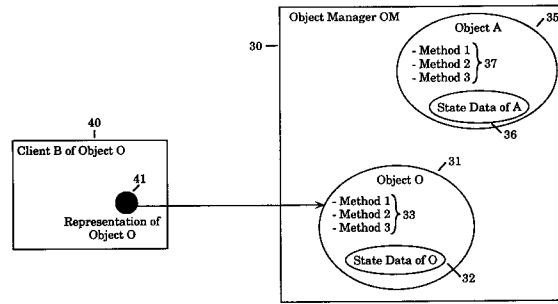 Object Manager OM
35
Object A
30
- Method 1
- Method 2
- Method 3
37
State Data of A
36
40
Client B of Object O
41
Representation of
Object O
31
Object O
- Method 1
- Method 2
- Method 3
33
State Data of O
32